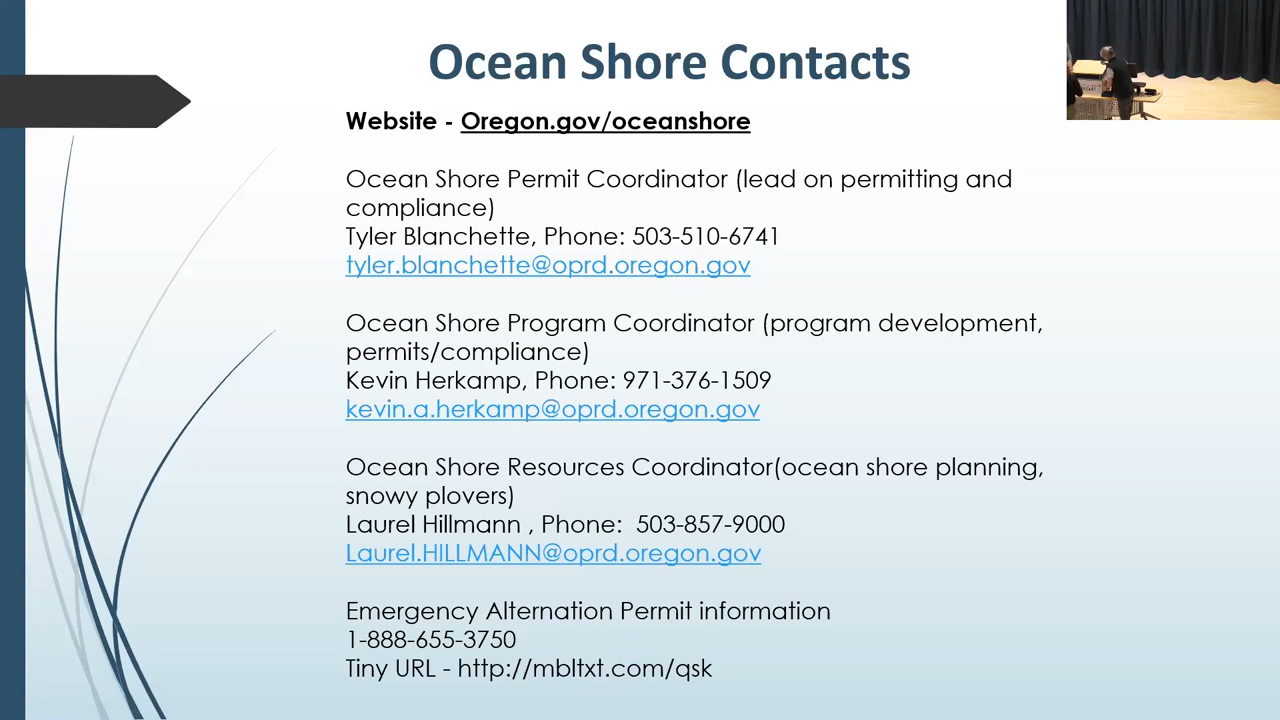 Ocean Shore Contacts
Website - Oregon.gov/oceanshore
Ocean Shore Permit Coordinator (lead on permitting and
compliance)
Tyler Blanchette, Phone: 503-510-6741
tyler.blanchette@oprd.oregon.gov
Ocean Shore Program Coordinator (program development,
permits/compliance)
Kevin Herkamp, Phone: 971-376-1509
kevin.a.herkamp@oprd.oregon.gov
Ocean Shore Resources Coordinator(ocean shore planning,
snowy plovers)
Laurel Hillmann , Phone:  503-857-9000
Laurel.HILLMANN@oprd.oregon.gov
Emergency Alternation Permit information
1-888-655-3750
Tiny URL - http://mbltxt.com/qsk